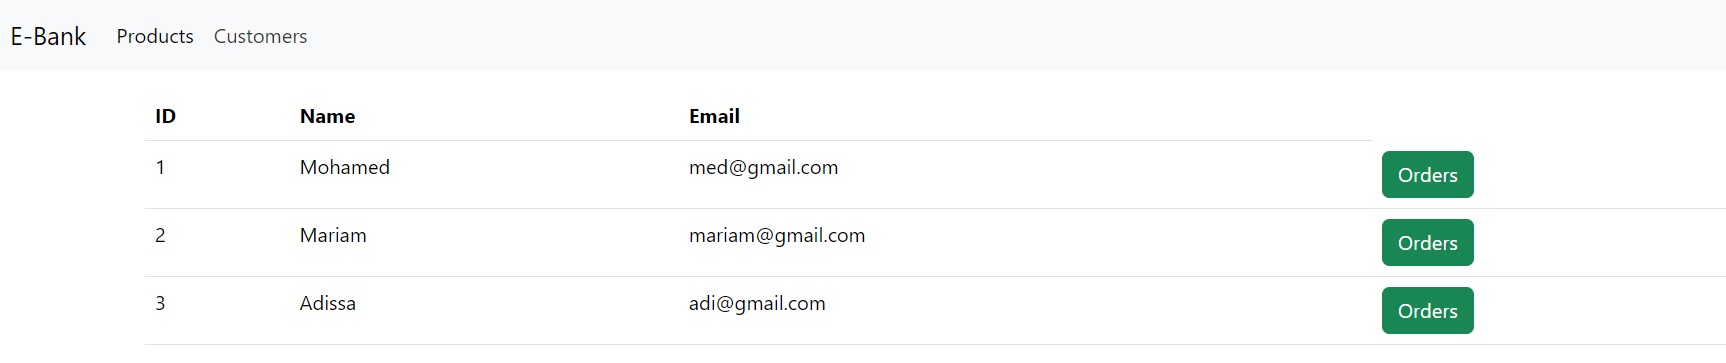 E-Bank Products Customers
ID Name Email
1 Mohamed med@gmail.com Orders
2 Mariam mariam@gmail.com Orders
3 Adissa adi@gmail.com Orders